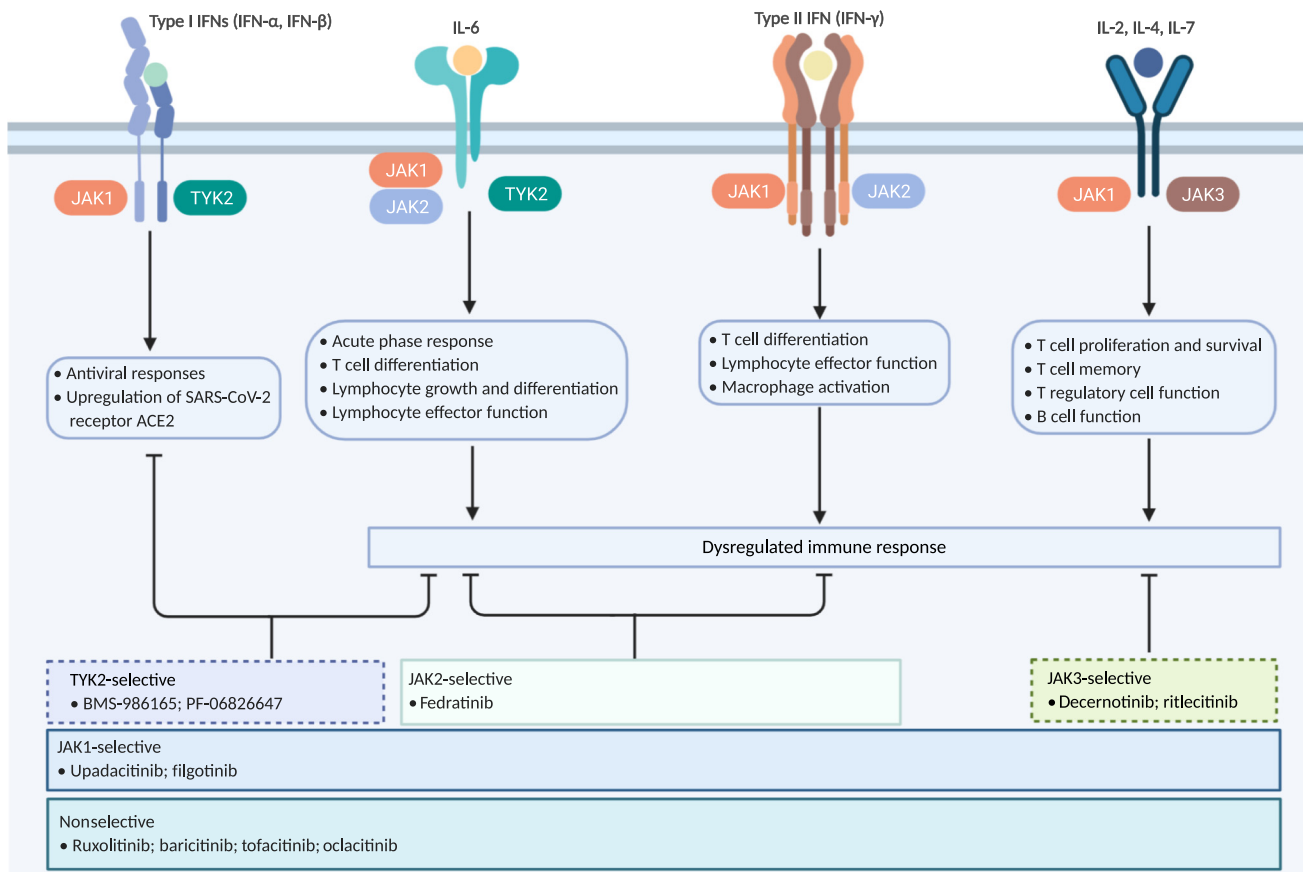 Type I IFNs (IFN-α, IFN-β)
IL-6
Type II IFN (IFN-γ)
IL-2, IL-4, IL-7
JAK1
TYK2
JAK1
JAK2
TYK2
JAK1
JAK2
JAK1
JAK3
• Antiviral responses
• Upregulation of SARS-CoV-2
receptor ACE2
• Acute phase response
• T cell differentiation
• Lymphocyte growth and differentiation
• Lymphocyte effector function
• T cell differentiation
• Lymphocyte effector function
• Macrophage activation
• T cell proliferation and survival
• T cell memory
• T regulatory cell function
• B cell function
Dysregulated immune response
TYK2-selective
• BMS-986165; PF-06826647
JAK2-selective
• Fedratinib
JAK3-selective
• Decernotinib; ritlecitinib
JAK1-selective
• Upadacitinib; filgotinib
Nonselective
• Ruxolitinib; baricitinib; tofacitinib; oclacitinib